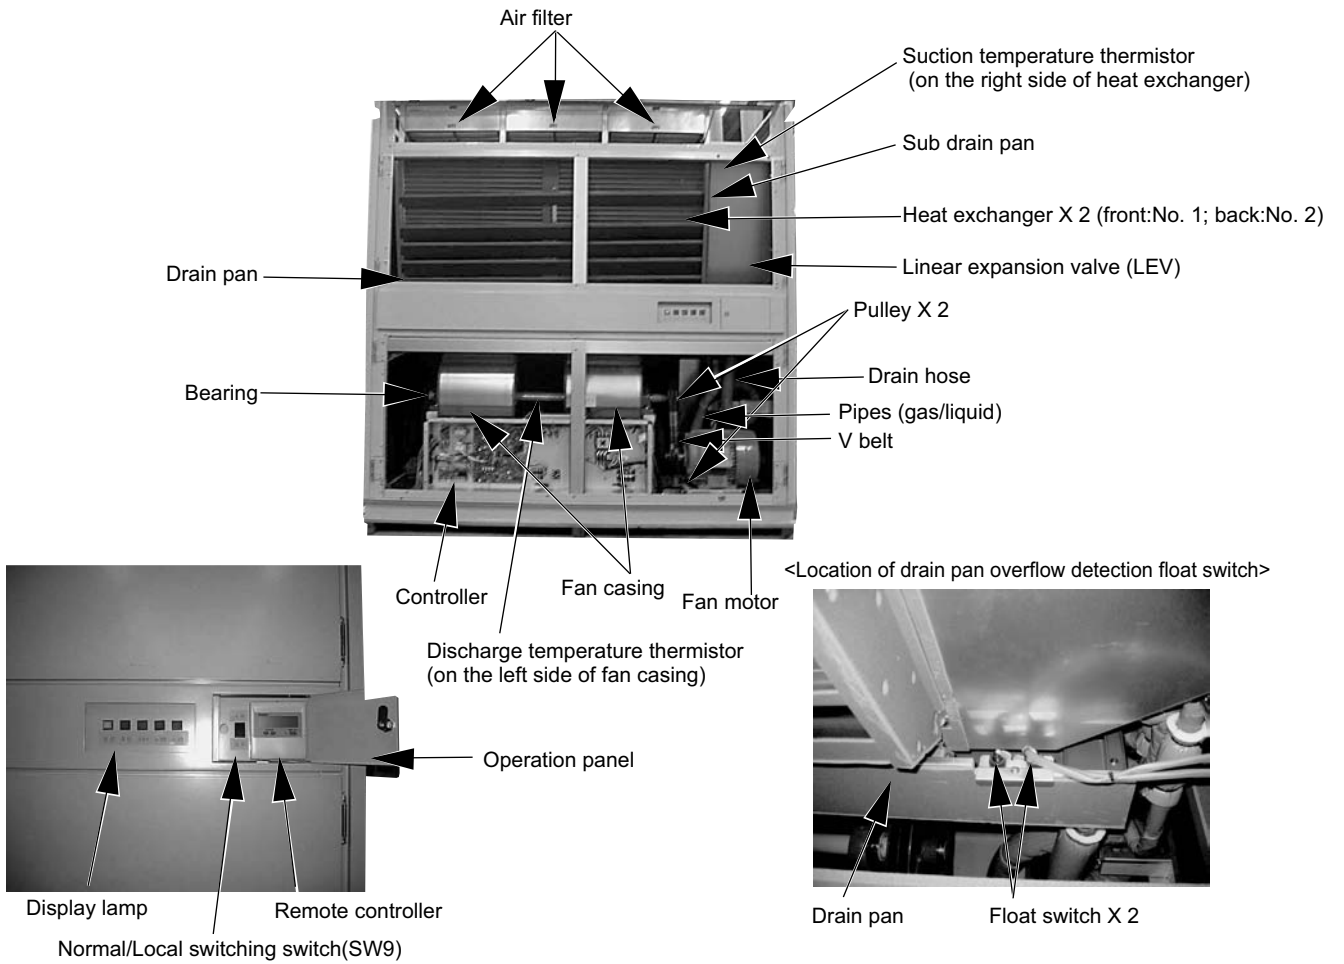 Air filter
Suction temperature thermistor
(on the right side of heat exchanger)
Sub drain pan
Heat exchanger X 2 (front:No. 1; back:No. 2)
Drain pan
Linear expansion valve (LEV)
Pulley X 2
Bearing
Drain hose
Pipes (gas/liquid)
V belt
<Location of drain pan overflow detection float switch>
Controller
Fan casing
Fan motor
Discharge temperature thermistor
(on the left side of fan casing)
Operation panel
Display lamp
Remote controller
Normal/Local switching switch(SW9)
Drain pan
Float switch X 2